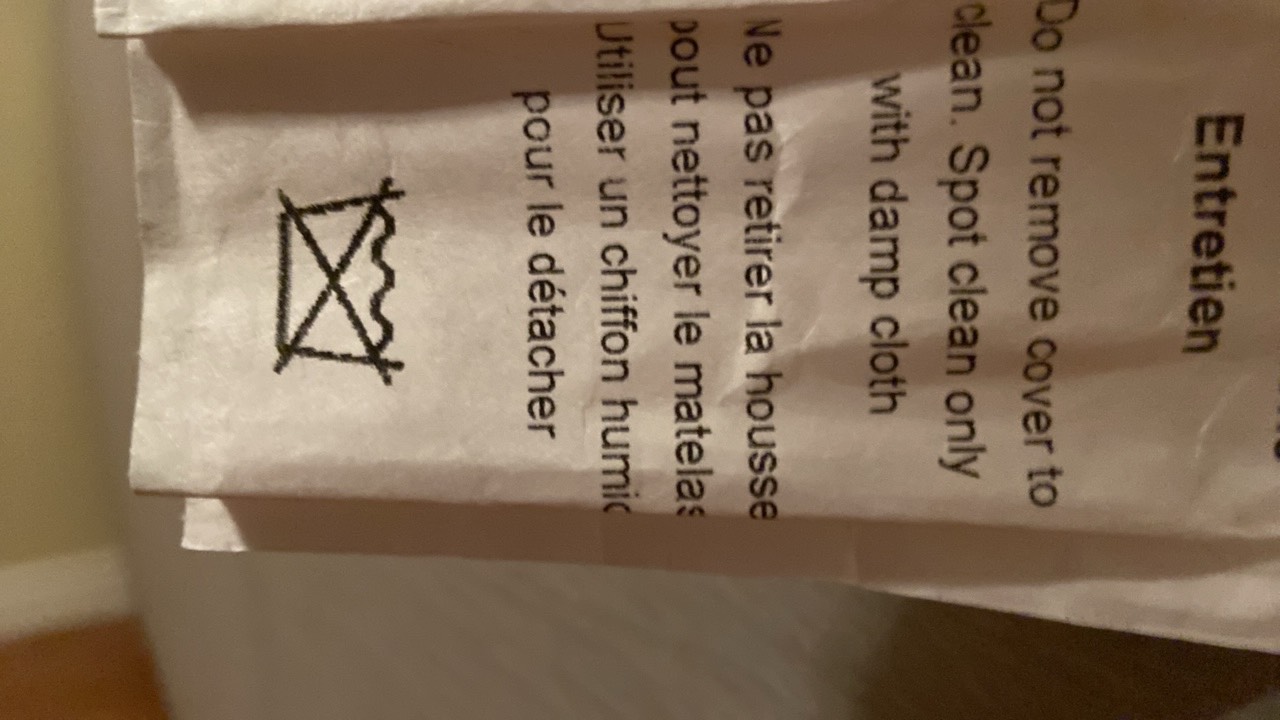 Entretien
Do not remove cover to
clean. Spot clean only
with damp cloth
Ne pas retirer la housse
pout nettoyer le matelas
Utiliser un chiffon
pour le détacher